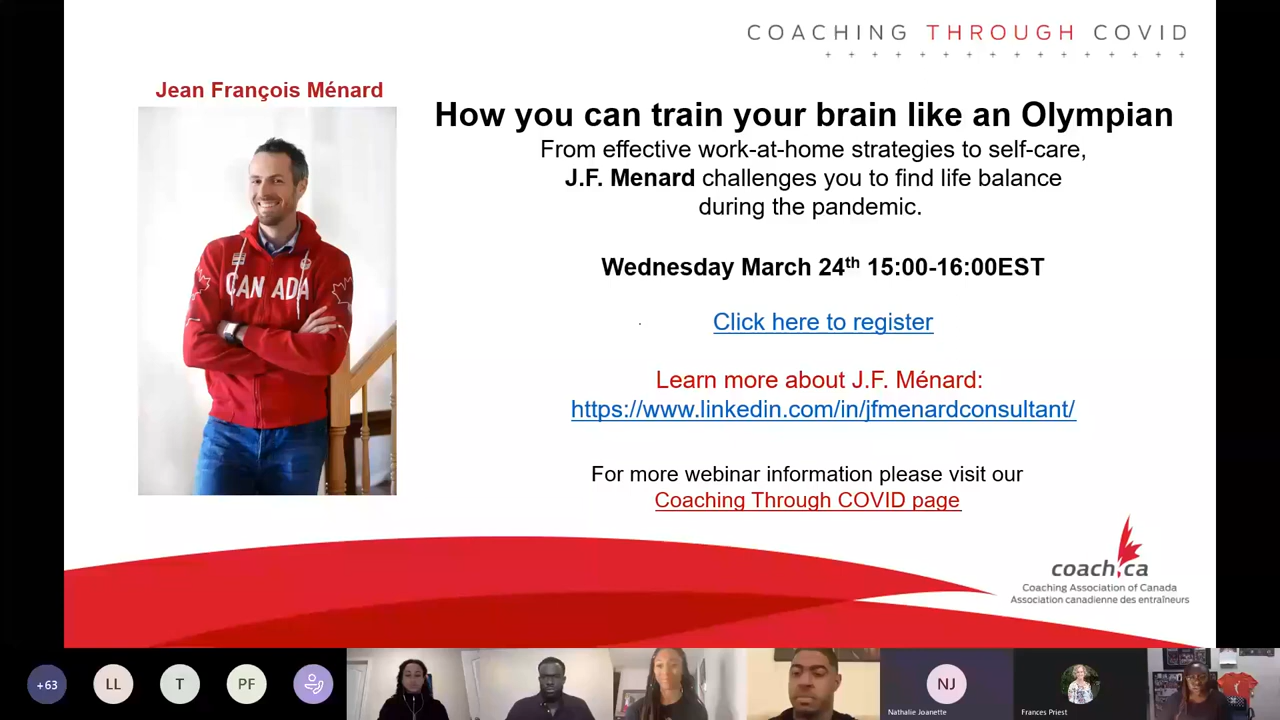 COACHING THROUGH COVID
Jean François Ménard
How you can train your brain like an Olympian
From effective work-at-home strategies to self-care,
J.F. Menard challenges you to find life balance
during the pandemic.
Wednesday March 24th 15:00-16:00EST
Click here to register
Learn more about J.F. Ménard:
https://www.linkedin.com/in/jfmenardconsultant/
For more webinar information please visit our
Coaching Through COVID page
CANADA
coach.ca
Coaching Association of Canada
Association canadienne des entraîneurs
+63
LL
T
PF
NJ
Nathalie Joanette
Frances Priest